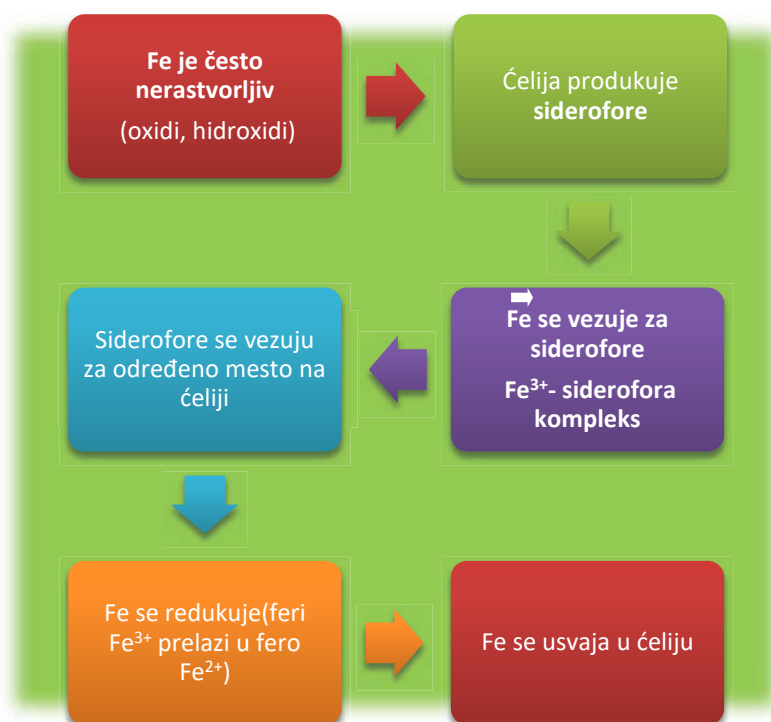 Fe je često
nerastvorljiv
(oxidi, hidroxidi)
Ćelija produkuje
siderofore
Fe se vezuje za
siderofore
Fe³⁺- siderofora
kompleks
Siderofore se vezuju
za određeno mesto na
ćeliji
Fe se redukuje(feri
Fe³⁺ prelazi u fero
Fe²⁺)
Fe se usvaja u ćeliju